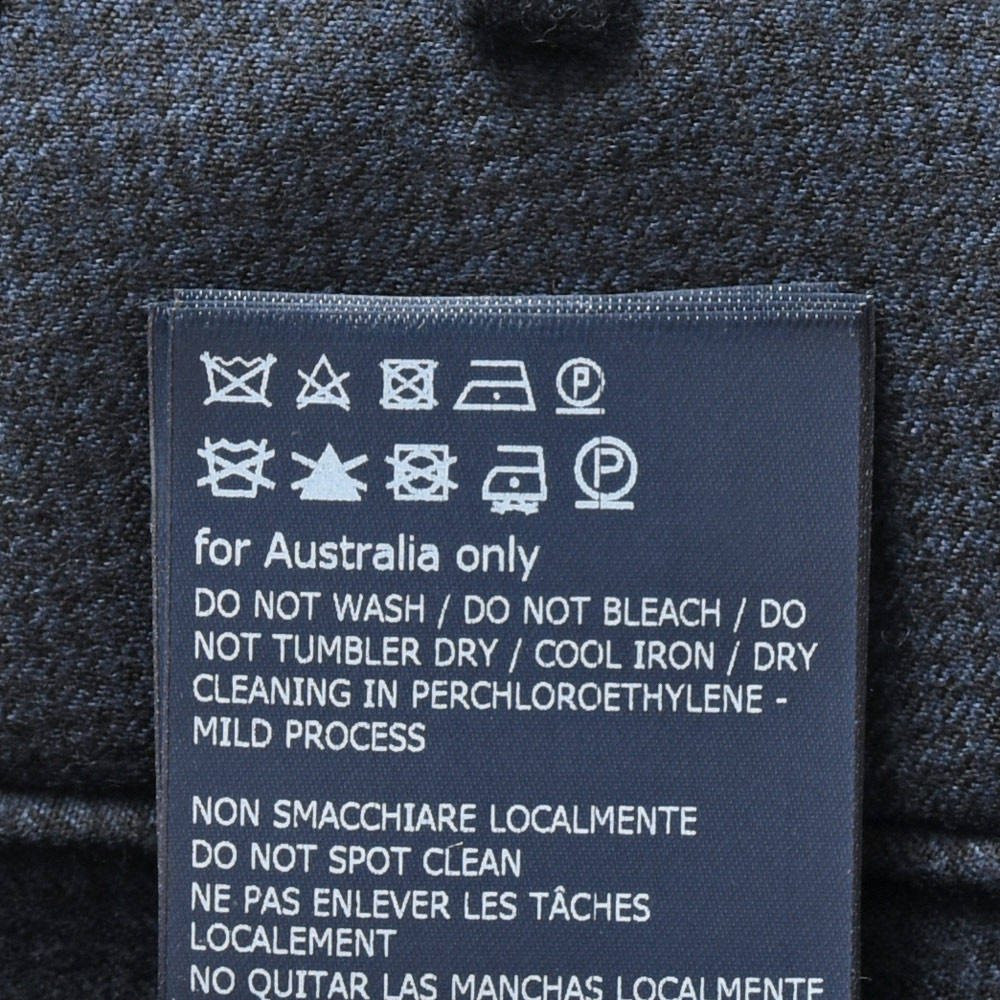 P
P
for Australia only
DO NOT WASH / DO NOT BLEACH / DO
NOT TUMBLER DRY / COOL IRON / DRY
CLEANING IN PERCHLOROETHYLENE -
MILD PROCESS
NON SMACCHIARE LOCALMENTE
DO NOT SPOT CLEAN
NE PAS ENLEVER LES TÂCHES
LOCALEMENT
NO QUITAR LAS MANCHAS LOCALMENTE